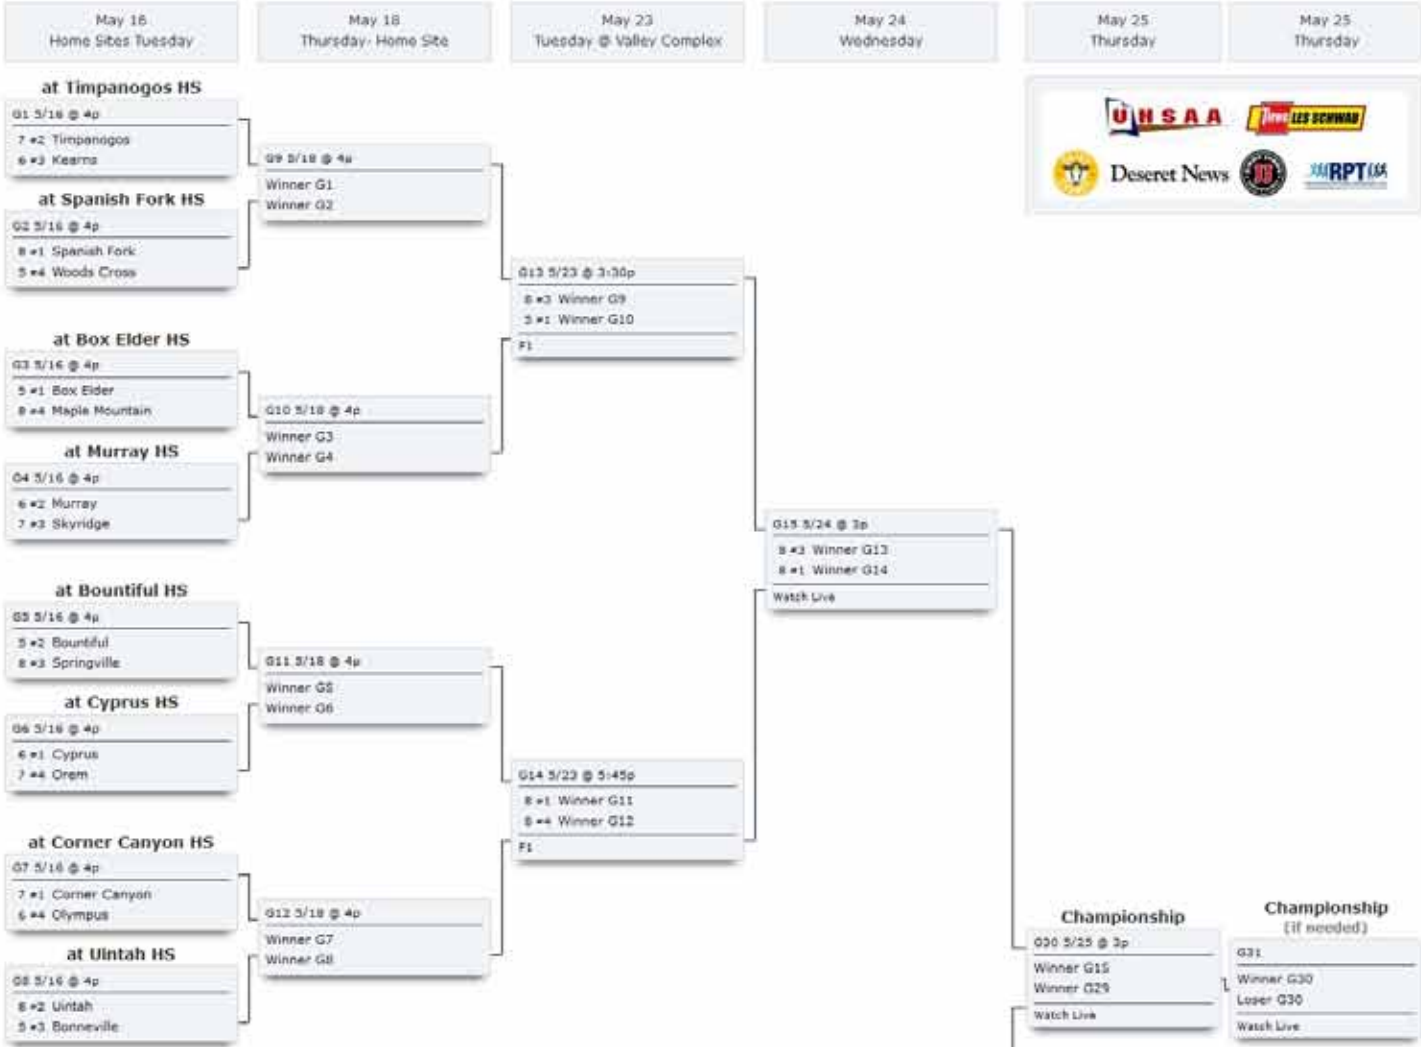 May 16
Home Sites Tuesday
May 18
Thursday- Home Site
May 23
Tuesday @ Valley Complex
May 24
Wednesday
May 25
Thursday
May 25
Thursday
at Timpanogos HS
G1 5/16 @ 4p
7 #2 Timpanogos
6 #3 Kearns
at Spanish Fork HS
G2 5/16 @ 4p
8 #1 Spanish Fork
5 #4 Woods Cross
at Box Elder HS
G3 5/16 @ 4p
5 #1 Box Elder
8 #4 Maple Mountain
at Murray HS
G4 5/16 @ 4p
6 #2 Murray
7 #3 Skyridge
at Bountiful HS
G5 5/16 @ 4p
5 #2 Bountiful
8 #3 Springville
at Cyprus HS
G6 5/16 @ 4p
6 #1 Cyprus
7 #4 Orem
at Corner Canyon HS
G7 5/16 @ 4p
7 #1 Corner Canyon
6 #4 Olympus
at Uintah HS
G8 5/16 @ 4p
8 #2 Uintah
5 #3 Bonneville
G9 5/18 @ 4p
Winner G1
Winner G2
G10 5/18 @ 4p
Winner G3
Winner G4
G11 5/18 @ 4p
Winner G5
Winner G6
G12 5/18 @ 4p
Winner G7
Winner G8
G13 5/23 @ 3:30p
8 #3 Winner G9
5 #1 Winner G10
F1
G14 5/23 @ 5:45p
8 #1 Winner G11
8 #4 Winner G12
F1
G15 5/24 @ 3p
8 #3 Winner G13
8 #1 Winner G14
Watch Live
UHSAA
Tires LES SCHWAB
Deseret News
RPT
Championship
G30 5/25 @ 3p
Winner G15
Winner G29
Watch Live
Championship
(if needed)
G31
Winner G30
Loser G30
Watch Live